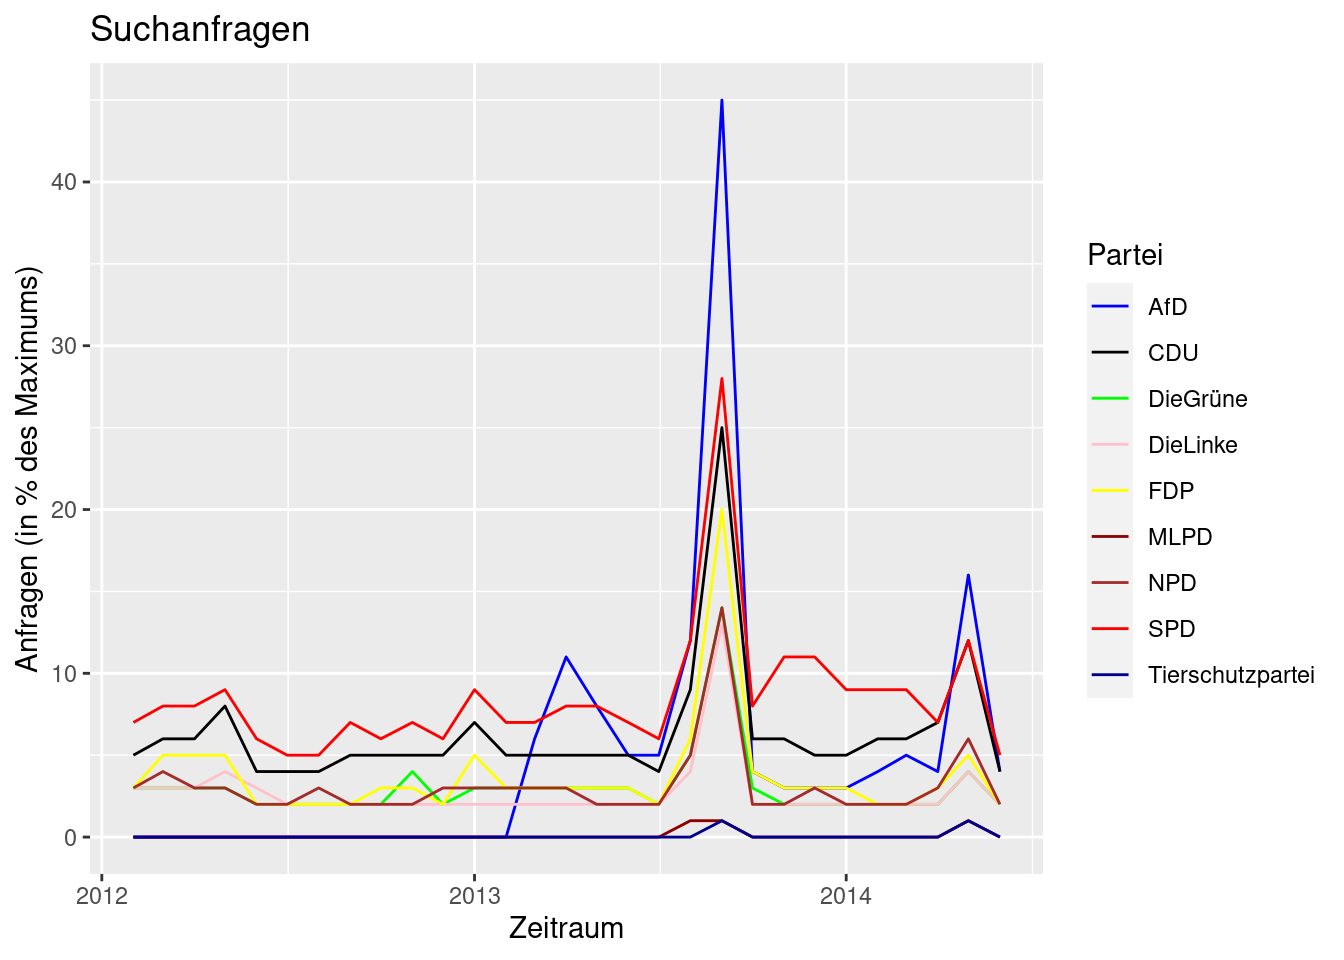 Suchanfragen
Anfragen (in % des Maximums)
40
30
20
10
0
2012
2013
2014
Zeitraum
Partei
AfD
CDU
DieGrüne
DieLinke
FDP
MLPD
NPD
SPD
Tierschutzpartei